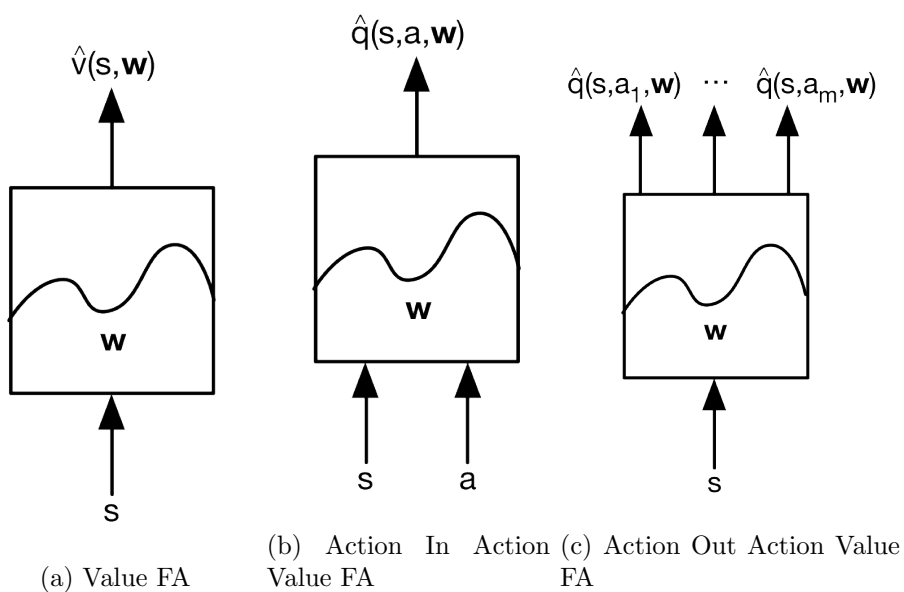 v̂(s,w)
w
s
(a) Value FA
q̂(s,a,w)
w
s a
(b) Action In Action
Value FA
q̂(s,a₁,w) ··· q̂(s,aₘ,w)
w
s
(c) Action Out Action Value
FA